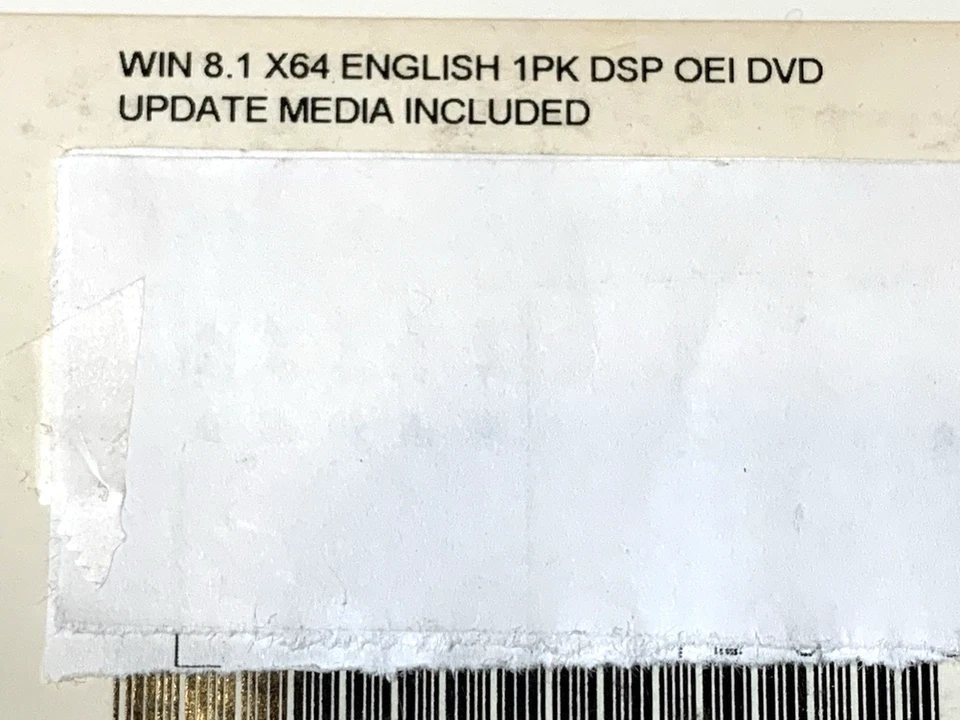 WIN 8.1 X64 ENGLISH 1PK DSP OEI DVD
UPDATE MEDIA INCLUDED